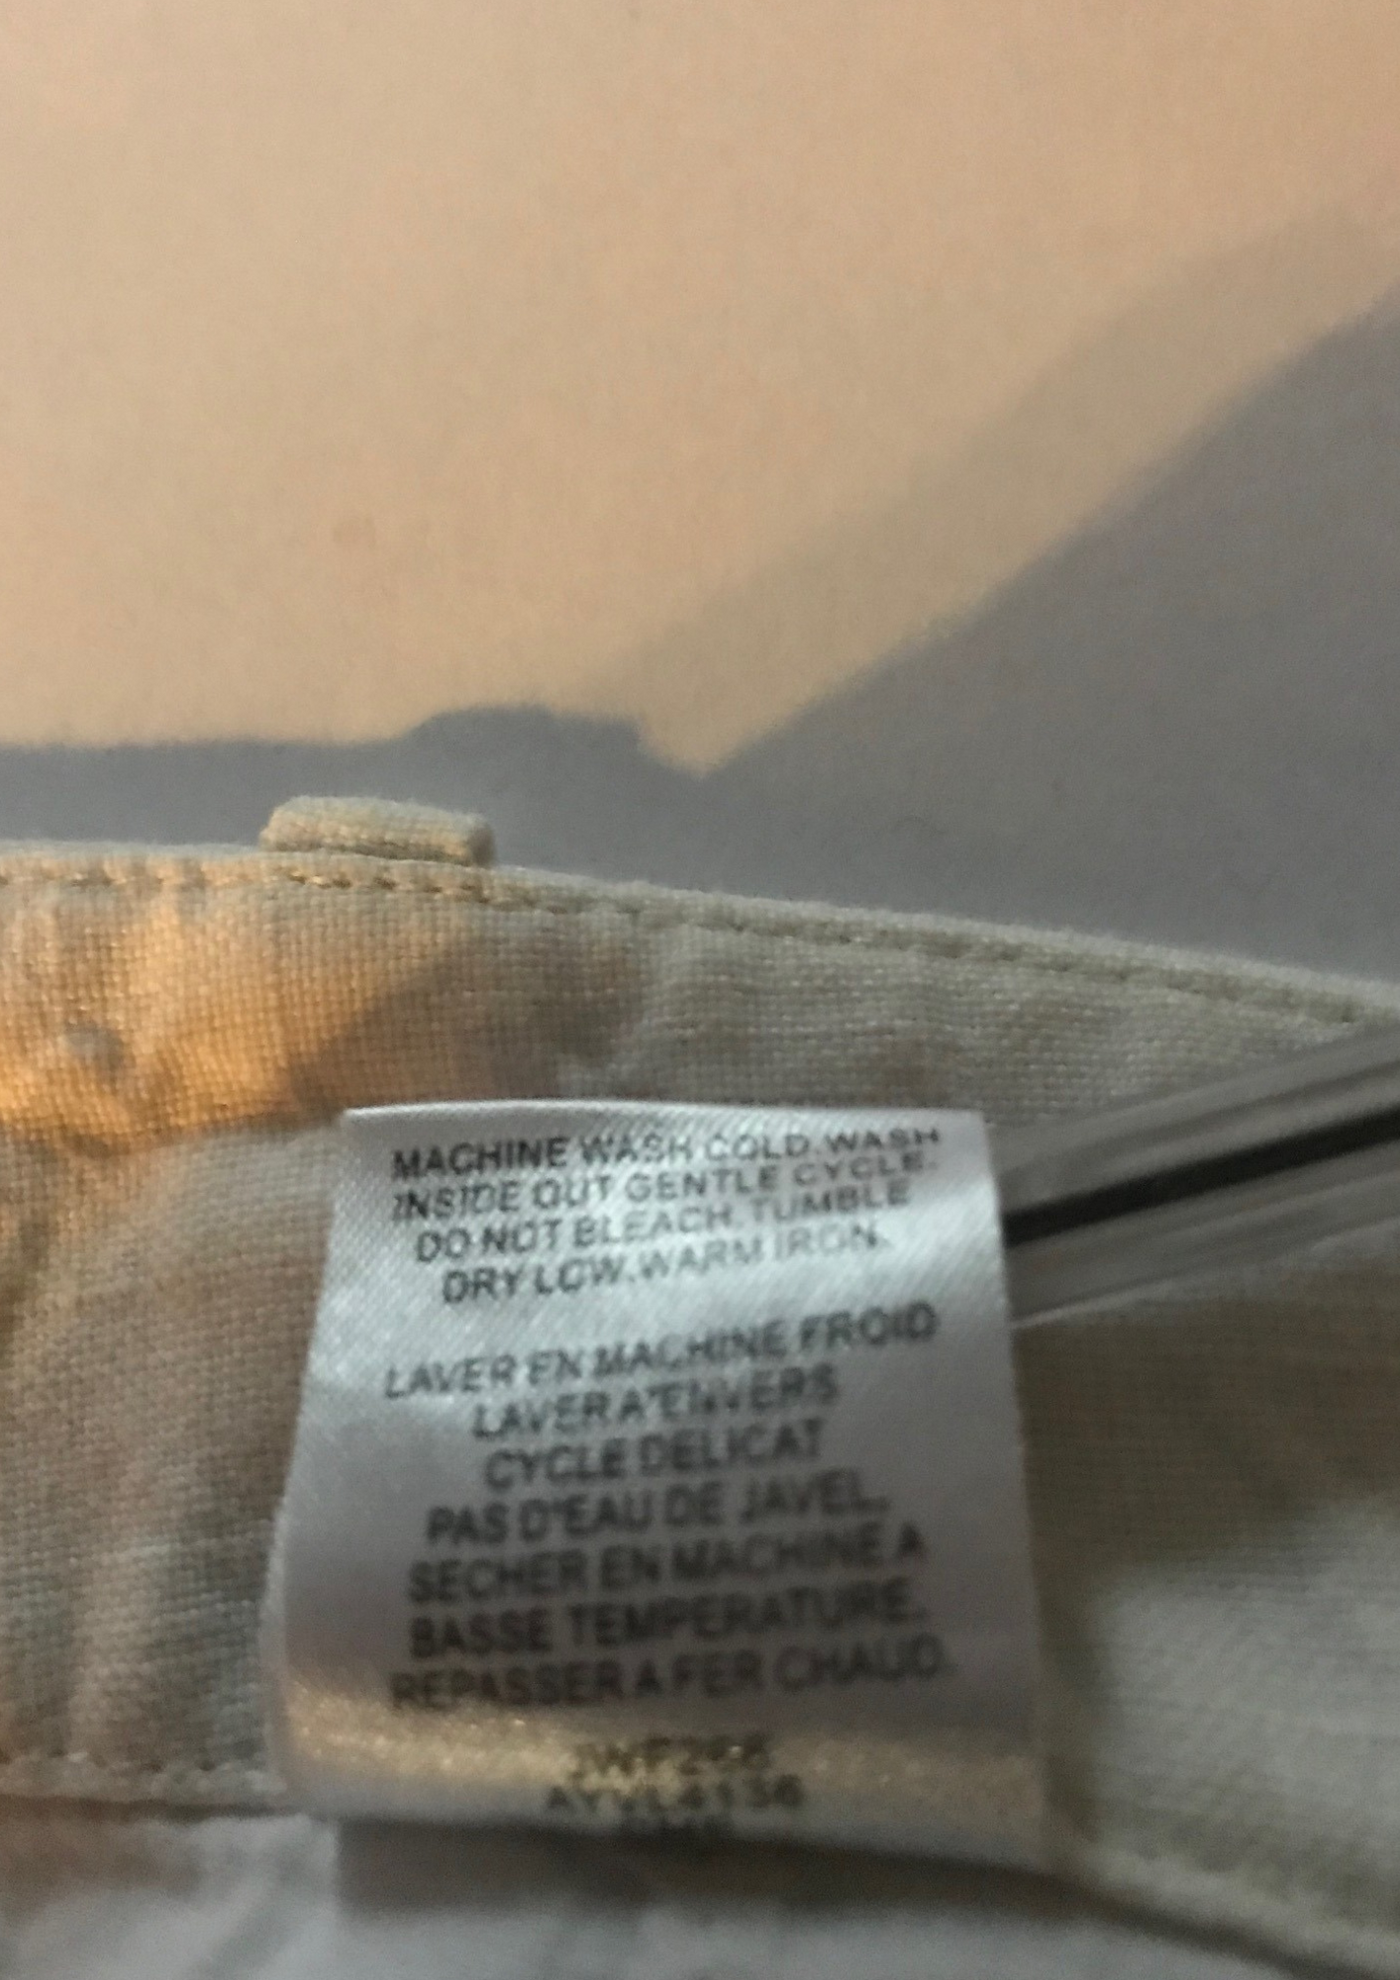 MACHINE WASH COLD. WASH
INSIDE OUT GENTLE CYCLE.
DO NOT BLEACH. TUMBLE
DRY LOW. WARM IRON.
LAVER EN MACHINE FROID
LAVER A'ENVERS
CYCLE DELICAT
PAS D'EAU DE JAVEL.
SECHER EN MACHINE A
BASSE TEMPERATURE.
REPASSER A FER CHAUD.